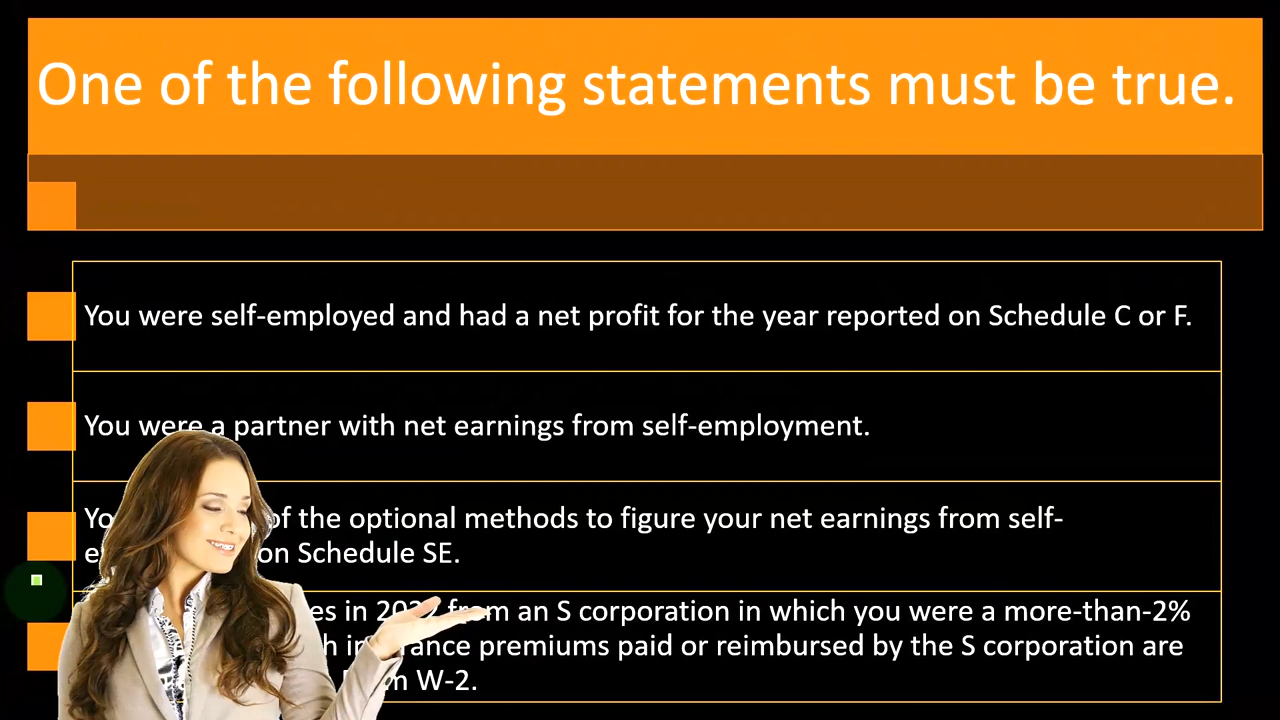 One of the following statements must be true.
You were self-employed and had a net profit for the year reported on Schedule C or F.
You were a partner with net earnings from self-employment.
of the optional methods to figure your net earnings from self-
on Schedule SE.
in 2022 from an S corporation in which you were a more-than-2%
insurance premiums paid or reimbursed by the S corporation are
W-2.